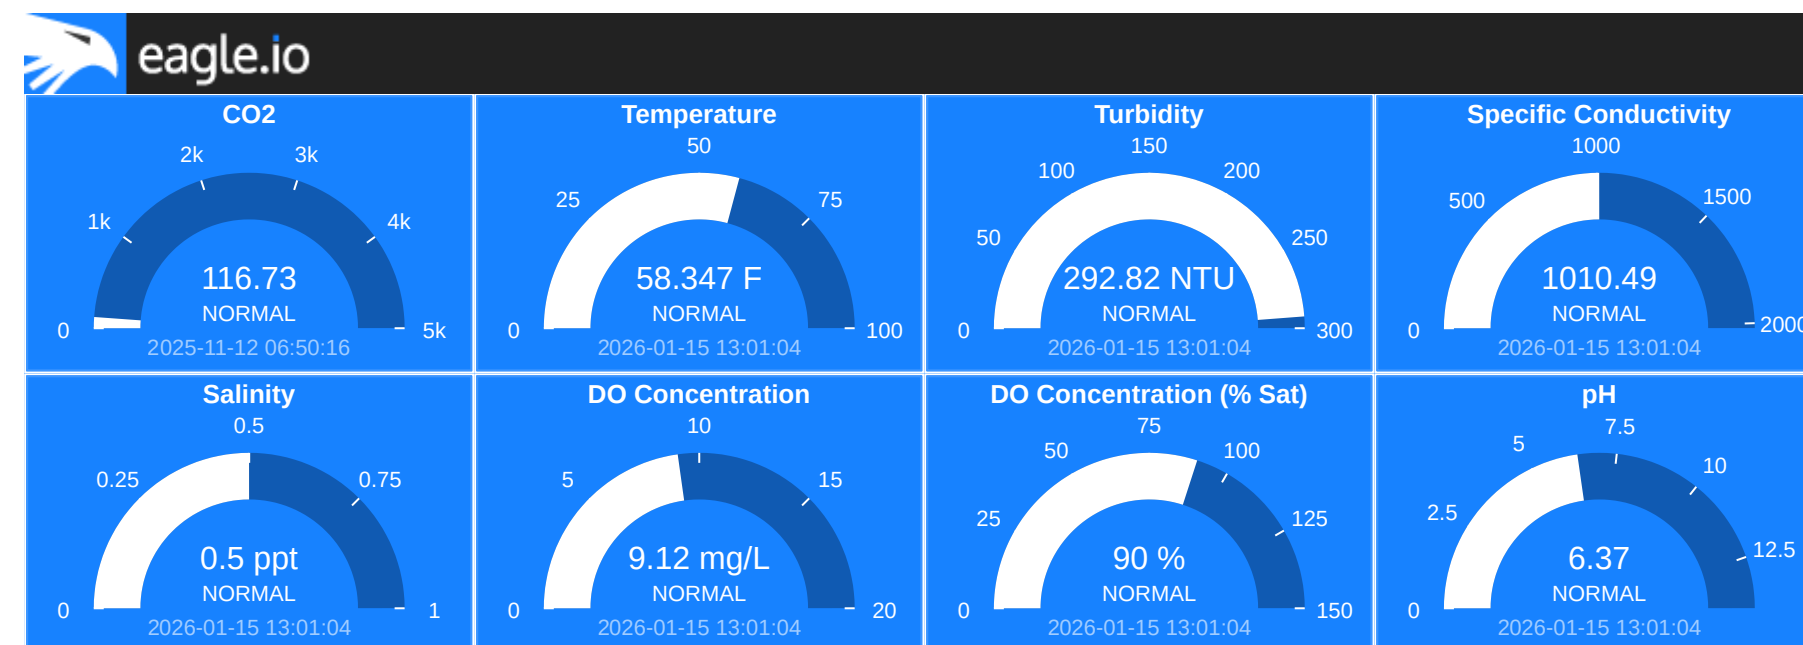 eagle.io
CO2
0
1k
2k
3k
4k
5k
116.73
NORMAL
2025-11-12 06:50:16
Temperature
0
25
50
75
100
58.347 F
NORMAL
2026-01-15 13:01:04
Turbidity
0
50
100
150
200
250
300
292.82 NTU
NORMAL
2026-01-15 13:01:04
Specific Conductivity
0
500
1000
1500
2000
1010.49
NORMAL
2026-01-15 13:01:04
Salinity
0
0.25
0.5
0.75
1
0.5 ppt
NORMAL
2026-01-15 13:01:04
DO Concentration
0
5
10
15
20
9.12 mg/L
NORMAL
2026-01-15 13:01:04
DO Concentration (% Sat)
0
25
50
75
100
125
150
90 %
NORMAL
2026-01-15 13:01:04
pH
0
2.5
5
7.5
10
12.5
6.37
NORMAL
2026-01-15 13:01:04